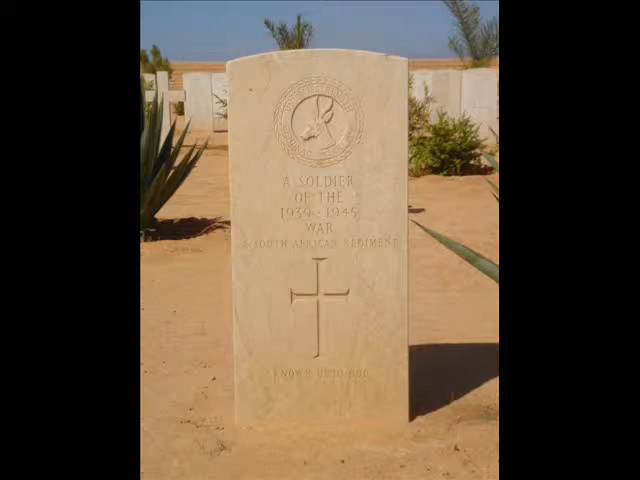 A SOLDIER
OF THE
1939 - 1945
WAR
A SOUTH AFRICAN REGIMENT
KNOWN UNTO GOD